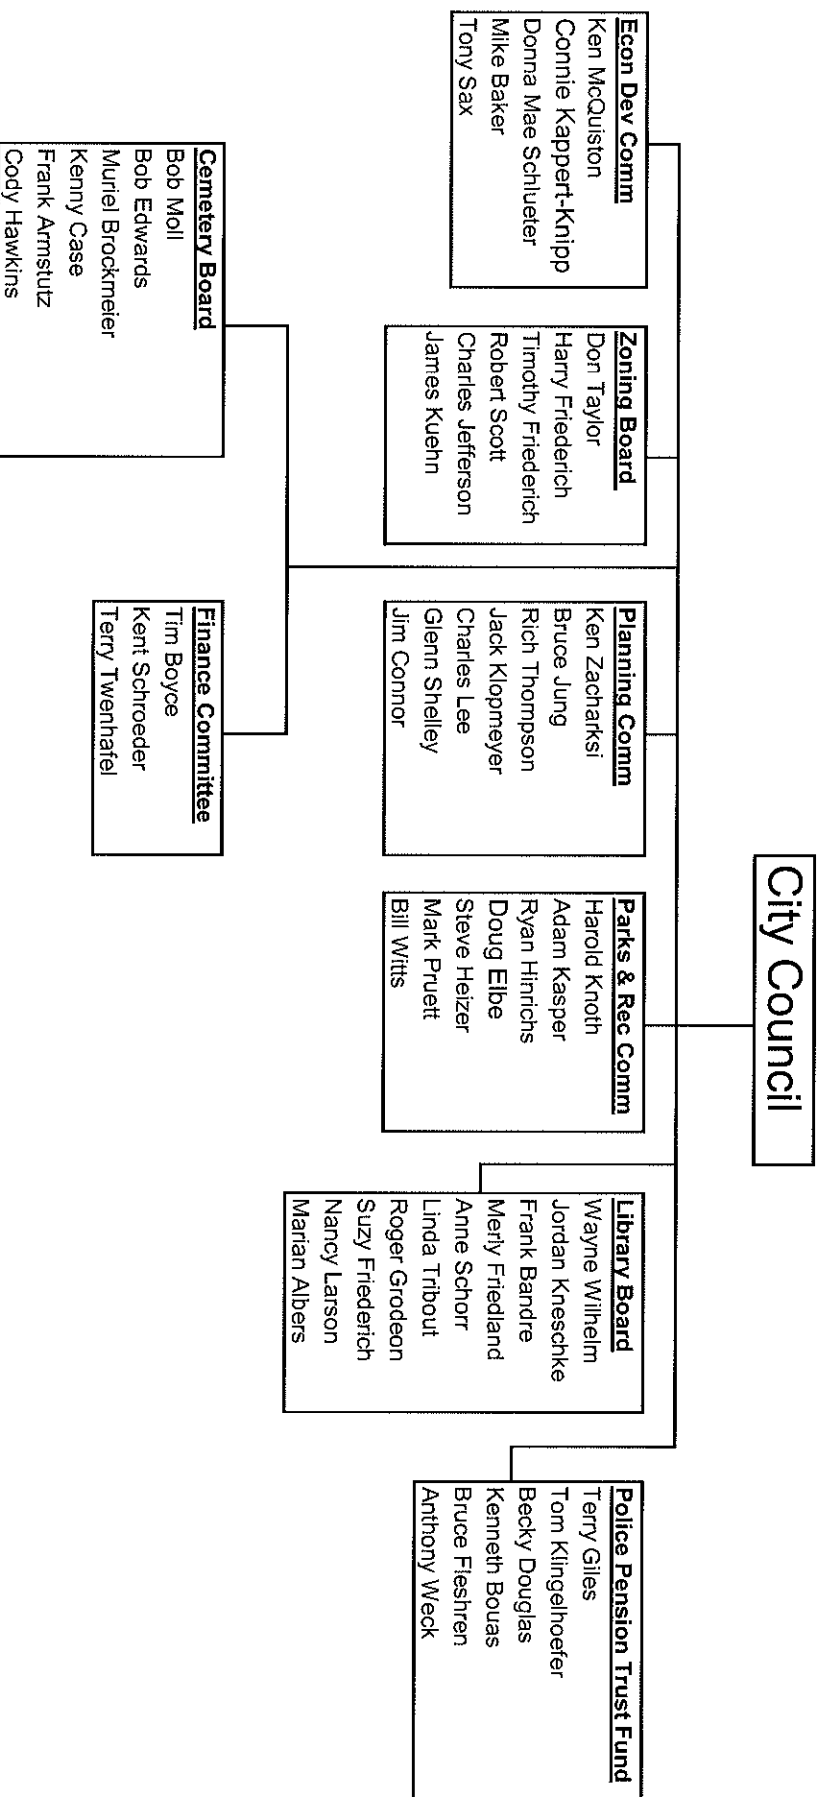 City Council
Econ Dev Comm
Ken McQuiston
Connie Kappert-Knipp
Donna Mae Schlueter
Mike Baker
Tony Sax
Zoning Board
Don Taylor
Harry Friederich
Timothy Friederich
Robert Scott
Charles Jefferson
James Kuehn
Planning Comm
Ken Zacharksi
Bruce Jung
Rich Thompson
Jack Klopmeyer
Charles Lee
Glenn Shelley
Jim Connor
Parks & Rec Comm
Harold Knoth
Adam Kasper
Ryan Hinrichs
Doug Elbe
Steve Heizer
Mark Pruett
Bill Witts
Library Board
Wayne Wilhelm
Jordan Kneschke
Frank Bandre
Merly Friedland
Anne Schorr
Linda Tribout
Roger Grodeon
Suzy Friederich
Nancy Larson
Marian Albers
Police Pension Trust Fund
Terry Giles
Tom Klingelhoefer
Becky Douglas
Kenneth Bouas
Bruce Fleshren
Anthony Weck
Cemetery Board
Bob Moll
Bob Edwards
Muriel Brockmeier
Kenny Case
Frank Armstutz
Cody Hawkins
Finance Committee
Tim Boyce
Kent Schroeder
Terry Twenhafel